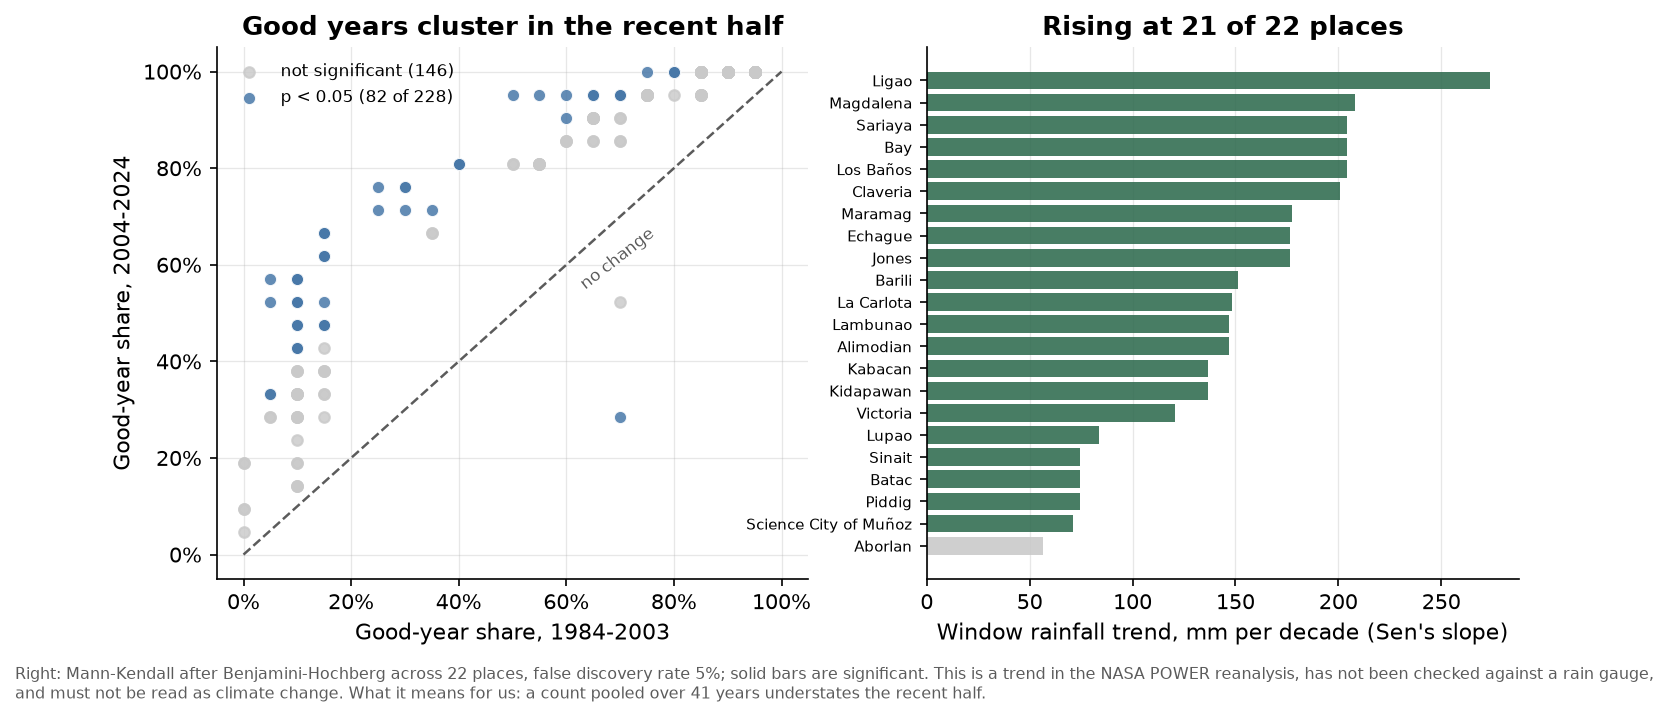 Good years cluster in the recent half
not significant (146)
p < 0.05 (82 of 228)
no change
100%
80%
60%
40%
20%
0%
Good-year share, 2004-2024
0%
20%
40%
60%
80%
100%
Good-year share, 1984-2003
Rising at 21 of 22 places
Ligao
Magdalena
Sariaya
Bay
Los Baños
Claveria
Maramag
Echague
Jones
Barili
La Carlota
Lambunao
Alimodian
Kabacan
Kidapawan
Victoria
Lupao
Sinait
Batac
Piddig
Science City of Muñoz
Aborlan
0
50
100
150
200
250
Window rainfall trend, mm per decade (Sen's slope)
Right: Mann-Kendall after Benjamini-Hochberg across 22 places, false discovery rate 5%; solid bars are significant. This is a trend in the NASA POWER reanalysis, has not been checked against a rain gauge,
and must not be read as climate change. What it means for us: a count pooled over 41 years understates the recent half.